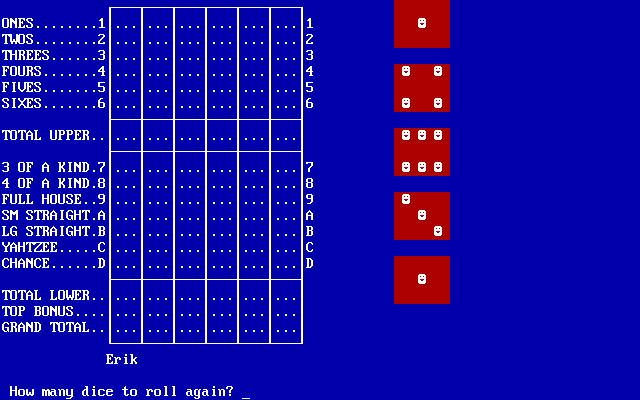 ONES........1 ... ... ... ... ... ... 1
TWOS........2 ... ... ... ... ... ... 2
THREES......3 ... ... ... ... ... ... 3
FOURS.......4 ... ... ... ... ... ... 4
FIVES.......5 ... ... ... ... ... ... 5
SIXES.......6 ... ... ... ... ... ... 6
TOTAL UPPER.. ... ... ... ... ... ...
3 OF A KIND.7 ... ... ... ... ... ... 7
4 OF A KIND.8 ... ... ... ... ... ... 8
FULL HOUSE..9 ... ... ... ... ... ... 9
SM STRAIGHT.A ... ... ... ... ... ... A
LG STRAIGHT.B ... ... ... ... ... ... B
YAHTZEE.....C ... ... ... ... ... ... C
CHANCE......D ... ... ... ... ... ... D
TOTAL LOWER.. ... ... ... ... ... ...
TOP BONUS.... ... ... ... ... ... ...
GRAND TOTAL.. ... ... ... ... ... ...
Erik
How many dice to roll again? _